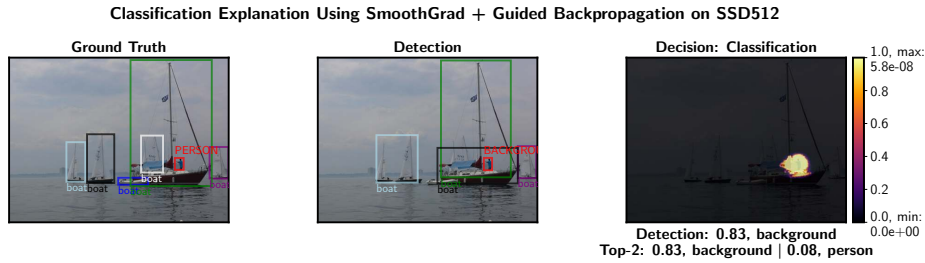 Classification Explanation Using SmoothGrad + Guided Backpropagation on SSD512
Ground Truth
Detection
Decision: Classification
PERSON
boat
boat
boat
boat
boat
BACKGRO
boat
boat
boat
1.0, max:
5.8e-08
0.8
0.6
0.4
0.2
0.0, min:
0.0e+00
Detection: 0.83, background
Top-2: 0.83, background | 0.08, person